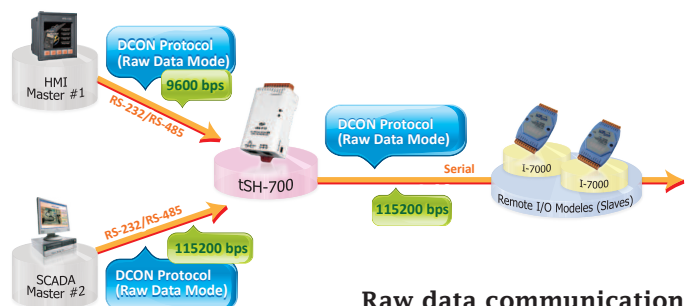 DCON Protocol
(Raw Data Mode)
9600 bps
HMI
Master #1
RS-232/RS-485
DCON Protocol
(Raw Data Mode)
tSH-700
Serial
115200 bps
I-7000
I-7000
Remote I/O Modeles (Slaves)
RS-232/RS-485
115200 bps
SCADA
Master #2
DCON Protocol
(Raw Data Mode)
Raw data communication